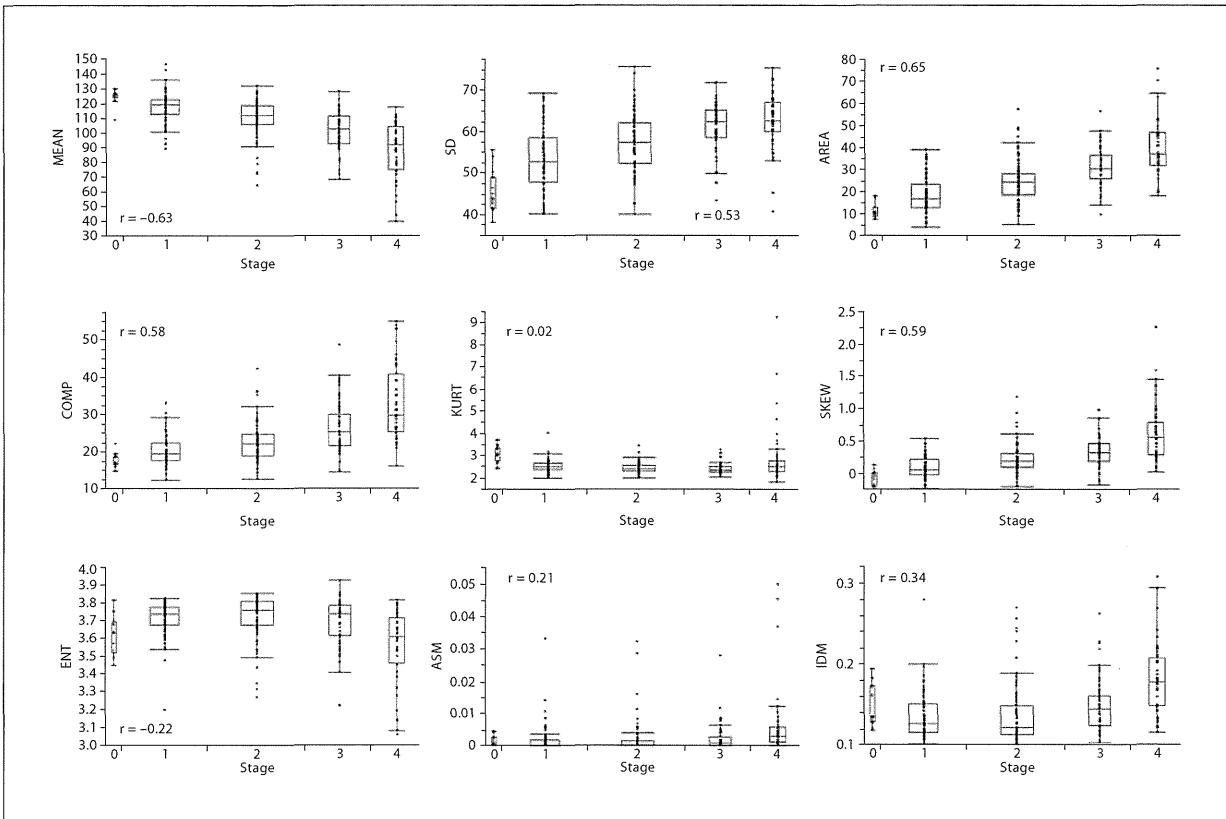 MEAN
150
140
130
120
110
100
90
80
70
60
50
40
30
r = –0.63
0 1 2 3 4
Stage
SD
70
60
50
40
r = 0.53
0 1 2 3 4
Stage
AREA
80
70
60
50
40
30
20
10
0
r = 0.65
0 1 2 3 4
Stage
COMP
50
40
30
20
10
r = 0.58
0 1 2 3 4
Stage
KURT
9
8
7
6
5
4
3
2
r = 0.02
0 1 2 3 4
Stage
SKEW
2.5
2.0
1.5
1.0
0.5
0
r = 0.59
0 1 2 3 4
Stage
ENT
4.0
3.9
3.8
3.7
3.6
3.5
3.4
3.3
3.2
3.1
3.0
r = –0.22
0 1 2 3 4
Stage
ASM
0.05
0.04
0.03
0.02
0.01
0
r = 0.21
0 1 2 3 4
Stage
IDM
0.3
0.2
0.1
r = 0.34
0 1 2 3 4
Stage